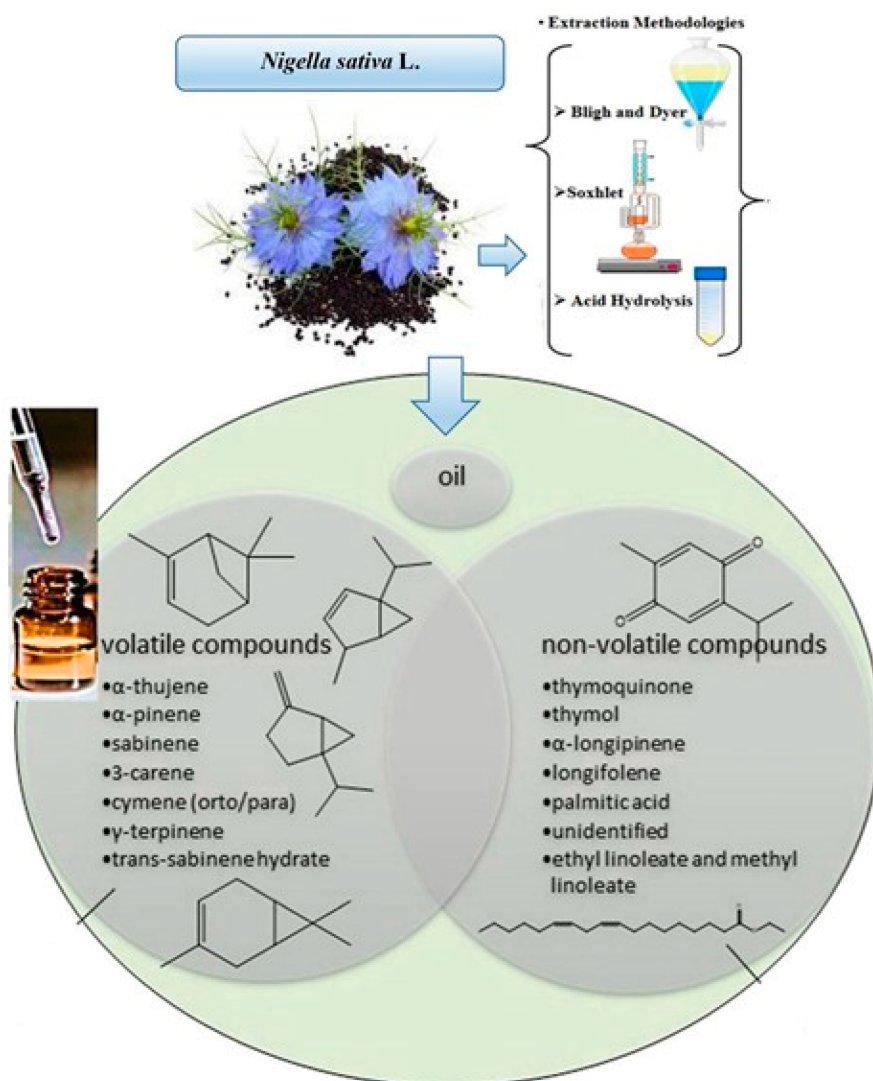 • Extraction Methodologies
Nigella sativa L.
➢ Bligh and Dyer
➢ Soxhlet
➢ Acid Hydrolysis
oil
volatile compounds
•α-thujene
•α-pinene
•sabinene
•3-carene
•cymene (orto/para)
•γ-terpinene
•trans-sabinene hydrate
O
O
non-volatile compounds
•thymoquinone
•thymol
•α-longipinene
•longifolene
•palmitic acid
•unidentified
•ethyl linoleate and methyl
linoleate